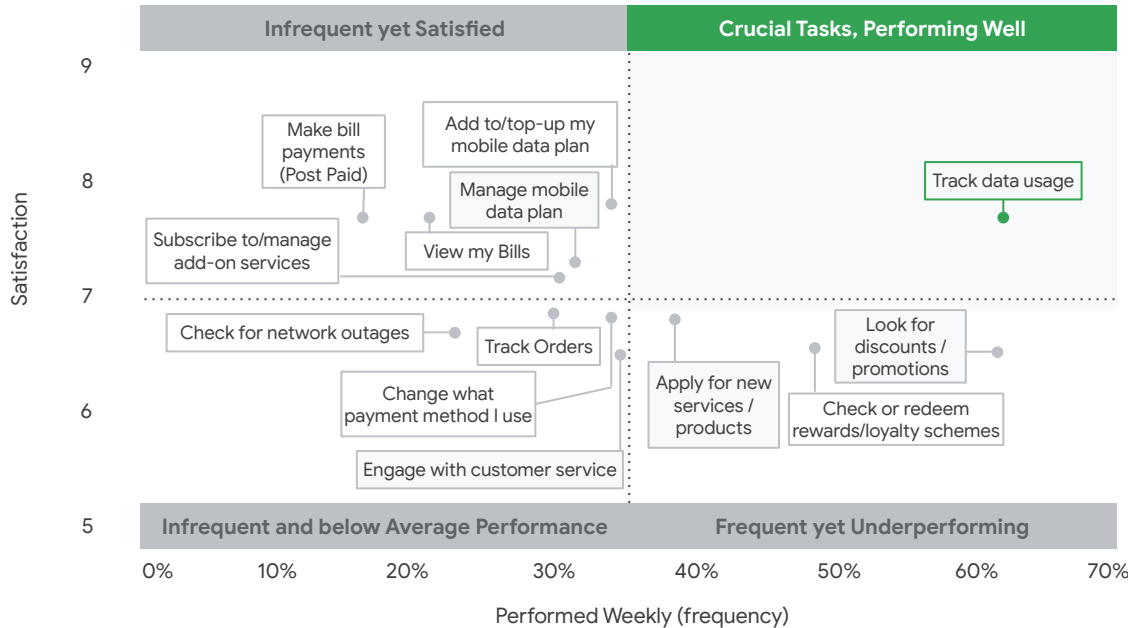 Infrequent yet Satisfied
Crucial Tasks, Performing Well
9
8
7
6
5
Satisfaction
Make bill
payments
(Post Paid)
Add to/top-up my
mobile data plan
Manage mobile
data plan
Track data usage
Subscribe to/manage
add-on services
View my Bills
Check for network outages
Track Orders
Look for
discounts /
promotions
Change what
payment method I use
Apply for new
services /
products
Check or redeem
rewards/loyalty schemes
Engage with customer service
Infrequent and below Average Performance
Frequent yet Underperforming
0%
10%
20%
30%
40%
50%
60%
70%
Performed Weekly (frequency)